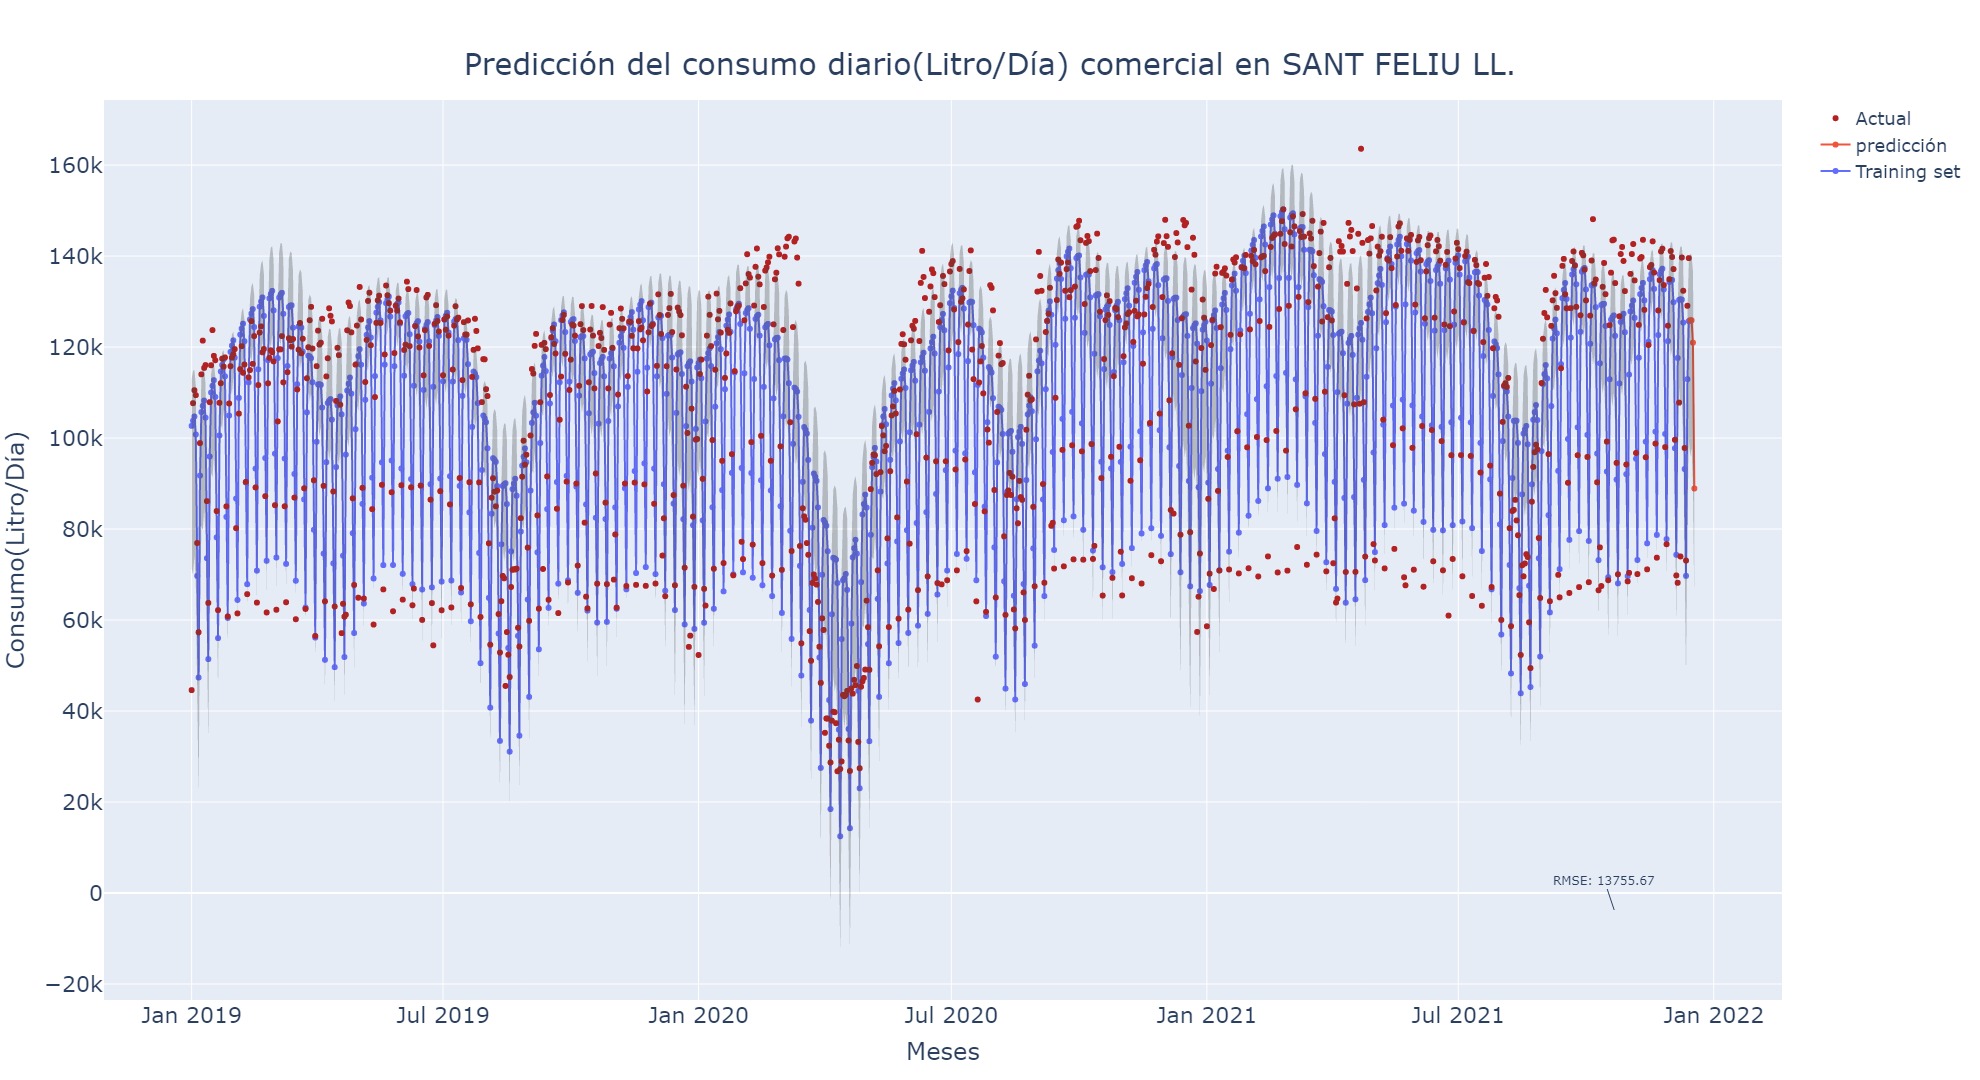 Predicción del consumo diario(Litro/Día) comercial en SANT FELIU LL.
Actual
predicción
Training set
Consumo(Litro/Día)
160k
140k
120k
100k
80k
60k
40k
20k
0
−20k
RMSE: 13755.67
Jan 2019
Jul 2019
Jan 2020
Jul 2020
Jan 2021
Jul 2021
Jan 2022
Meses